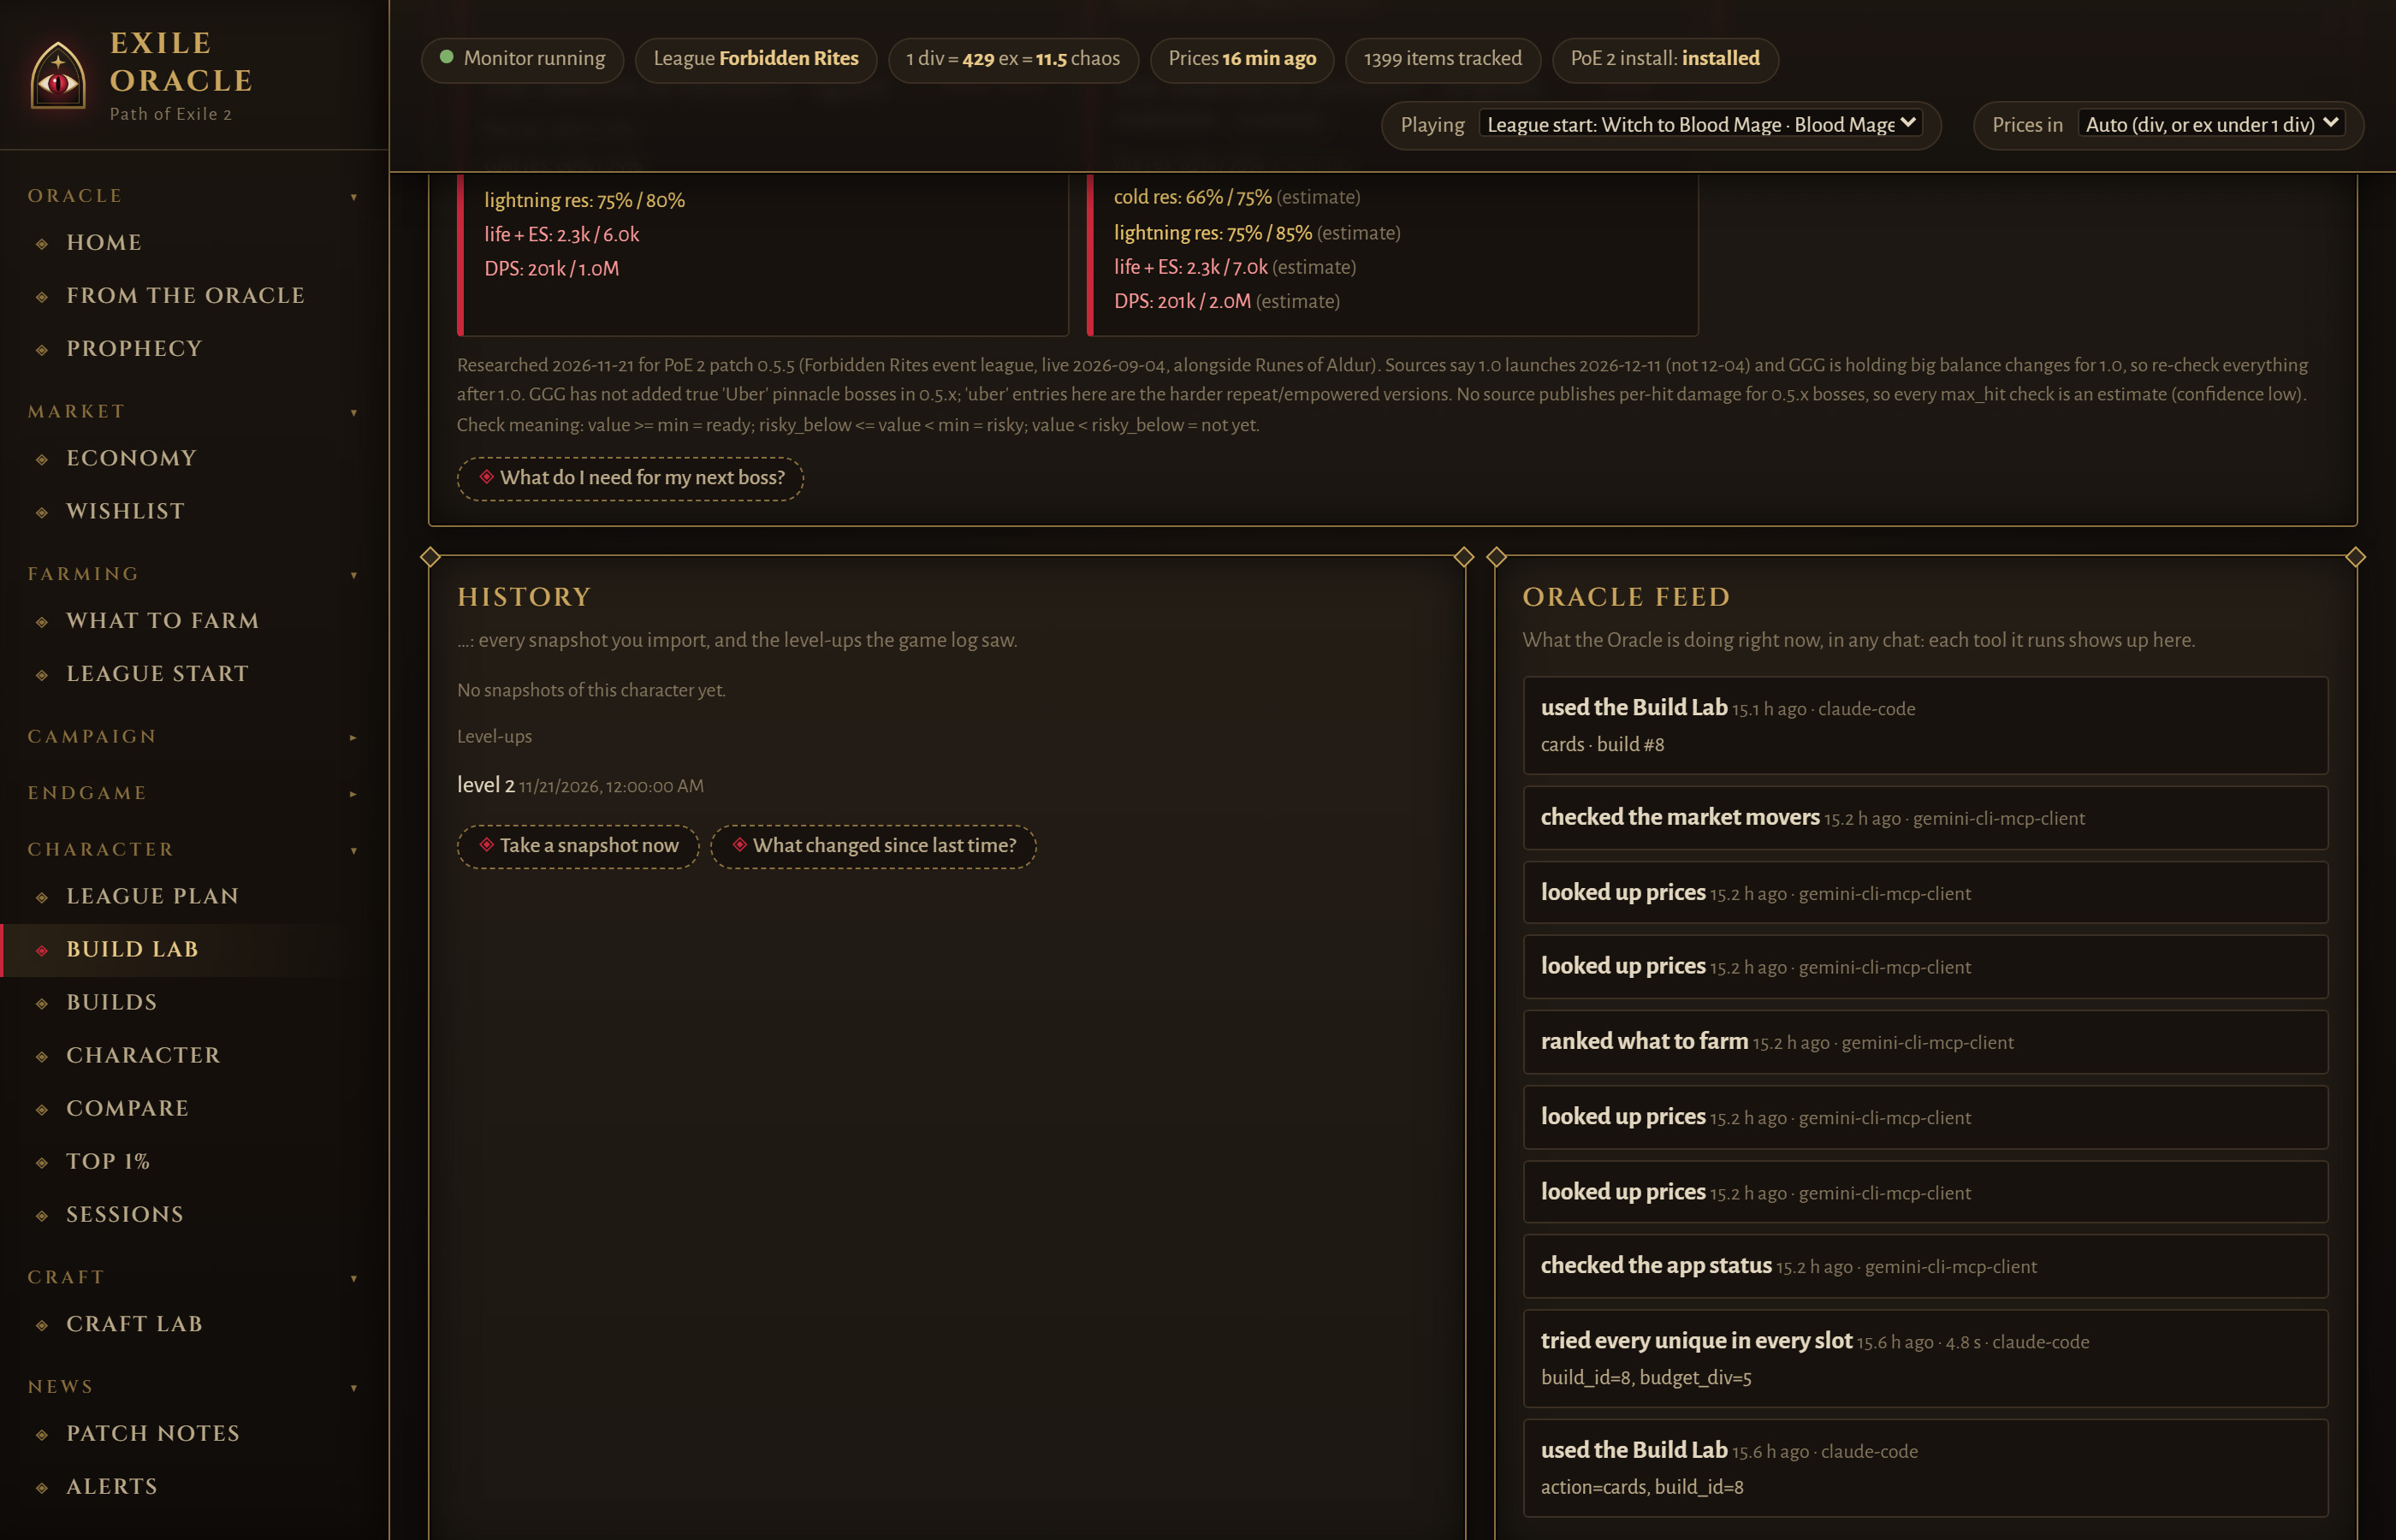 EXILE
ORACLE
Path of Exile 2
ORACLE
HOME
FROM THE ORACLE
PROPHECY
MARKET
ECONOMY
WISHLIST
FARMING
WHAT TO FARM
LEAGUE START
CAMPAIGN
ENDGAME
CHARACTER
LEAGUE PLAN
BUILD LAB
BUILDS
CHARACTER
COMPARE
TOP 1%
SESSIONS
CRAFT
CRAFT LAB
NEWS
PATCH NOTES
ALERTS
Monitor running
League Forbidden Rites
1 div = 429 ex = 11.5 chaos
Prices 16 min ago
1399 items tracked
PoE 2 install: installed
Playing League start: Witch to Blood Mage · Blood Mage
Prices in Auto (div, or ex under 1 div)
lightning res: 75% / 80%
life + ES: 2.3k / 6.0k
DPS: 201k / 1.0M
cold res: 66% / 75% (estimate)
lightning res: 75% / 85% (estimate)
life + ES: 2.3k / 7.0k (estimate)
DPS: 201k / 2.0M (estimate)
Researched 2026-11-21 for PoE 2 patch 0.5.5 (Forbidden Rites event league, live 2026-09-04, alongside Runes of Aldur). Sources say 1.0 launches 2026-12-11 (not 12-04) and GGG is holding big balance changes for 1.0, so re-check everything
after 1.0. GGG has not added true 'Uber' pinnacle bosses in 0.5.x; 'uber' entries here are the harder repeat/empowered versions. No source publishes per-hit damage for 0.5.x bosses, so every max_hit check is an estimate (confidence low).
Check meaning: value >= min = ready; risky_below <= value < min = risky; value < risky_below = not yet.
What do I need for my next boss?
HISTORY
...: every snapshot you import, and the level-ups the game log saw.
No snapshots of this character yet.
Level-ups
level 2 11/21/2026, 12:00:00 AM
Take a snapshot now
What changed since last time?
ORACLE FEED
What the Oracle is doing right now, in any chat: each tool it runs shows up here.
used the Build Lab 15.1 h ago · claude-code
cards · build #8
checked the market movers 15.2 h ago · gemini-cli-mcp-client
looked up prices 15.2 h ago · gemini-cli-mcp-client
looked up prices 15.2 h ago · gemini-cli-mcp-client
ranked what to farm 15.2 h ago · gemini-cli-mcp-client
looked up prices 15.2 h ago · gemini-cli-mcp-client
looked up prices 15.2 h ago · gemini-cli-mcp-client
checked the app status 15.2 h ago · gemini-cli-mcp-client
tried every unique in every slot 15.6 h ago · 4.8 s · claude-code
build_id=8, budget_div=5
used the Build Lab 15.6 h ago · claude-code
action=cards, build_id=8